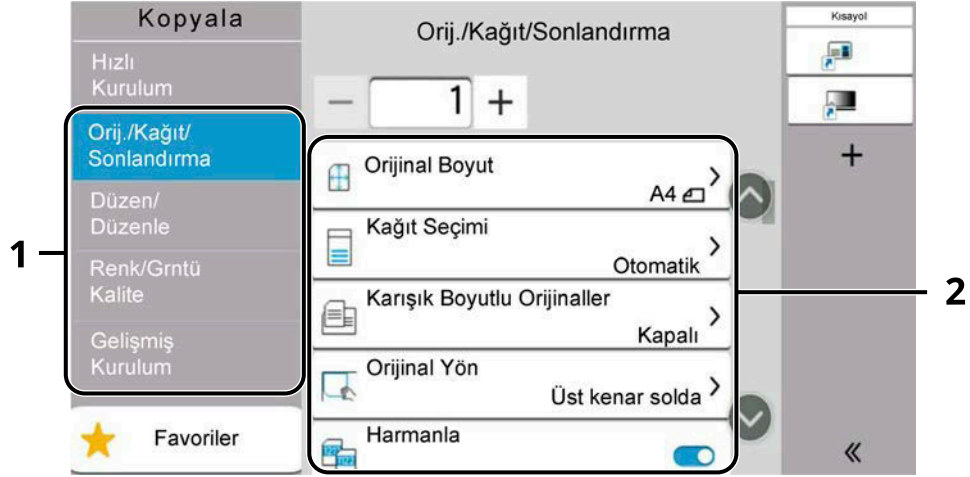 Kopyala
Hızlı
Kurulum
Orij./Kağıt/
Sonlandırma
Düzen/
Düzenle
Renk/Grntü
Kalite
Gelişmiş
Kurulum
Favoriler
1
Orij./Kağıt/Sonlandırma
− 1 +
Orijinal Boyut
A4
Kağıt Seçimi
Otomatik
Karışık Boyutlu Orijinaller
Kapalı
Orijinal Yön
Üst kenar solda
Harmanla
Kısayol
+
«
2